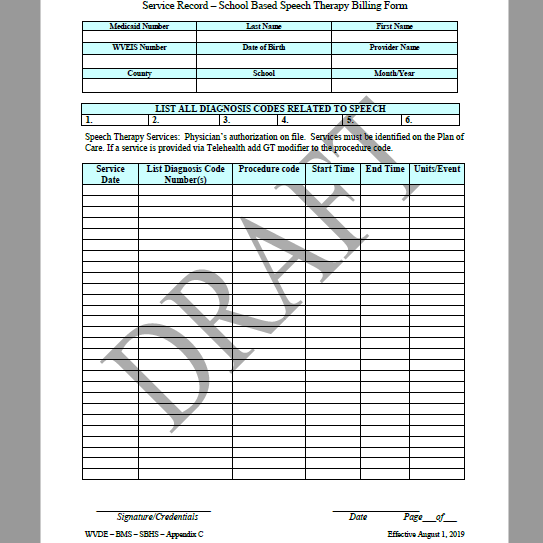 Service Record – School Based Speech Therapy Billing Form
Medicaid Number Last Name First Name
WVEIS Number Date of Birth Provider Name
County School Month/Year
LIST ALL DIAGNOSIS CODES RELATED TO SPEECH
1. 2. 3. 4. 5. 6.
Speech Therapy Services: Physician's authorization on file. Services must be identified on the Plan of
Care. If a service is provided via Telehealth add GT modifier to the procedure code.
Service List Diagnosis Code Procedure code Start Time End Time Units/Event
Date Number(s)
DRAFT
Signature/Credentials Date Page__of__
WVDE – BMS – SBHS – Appendix C Effective August 1, 2019